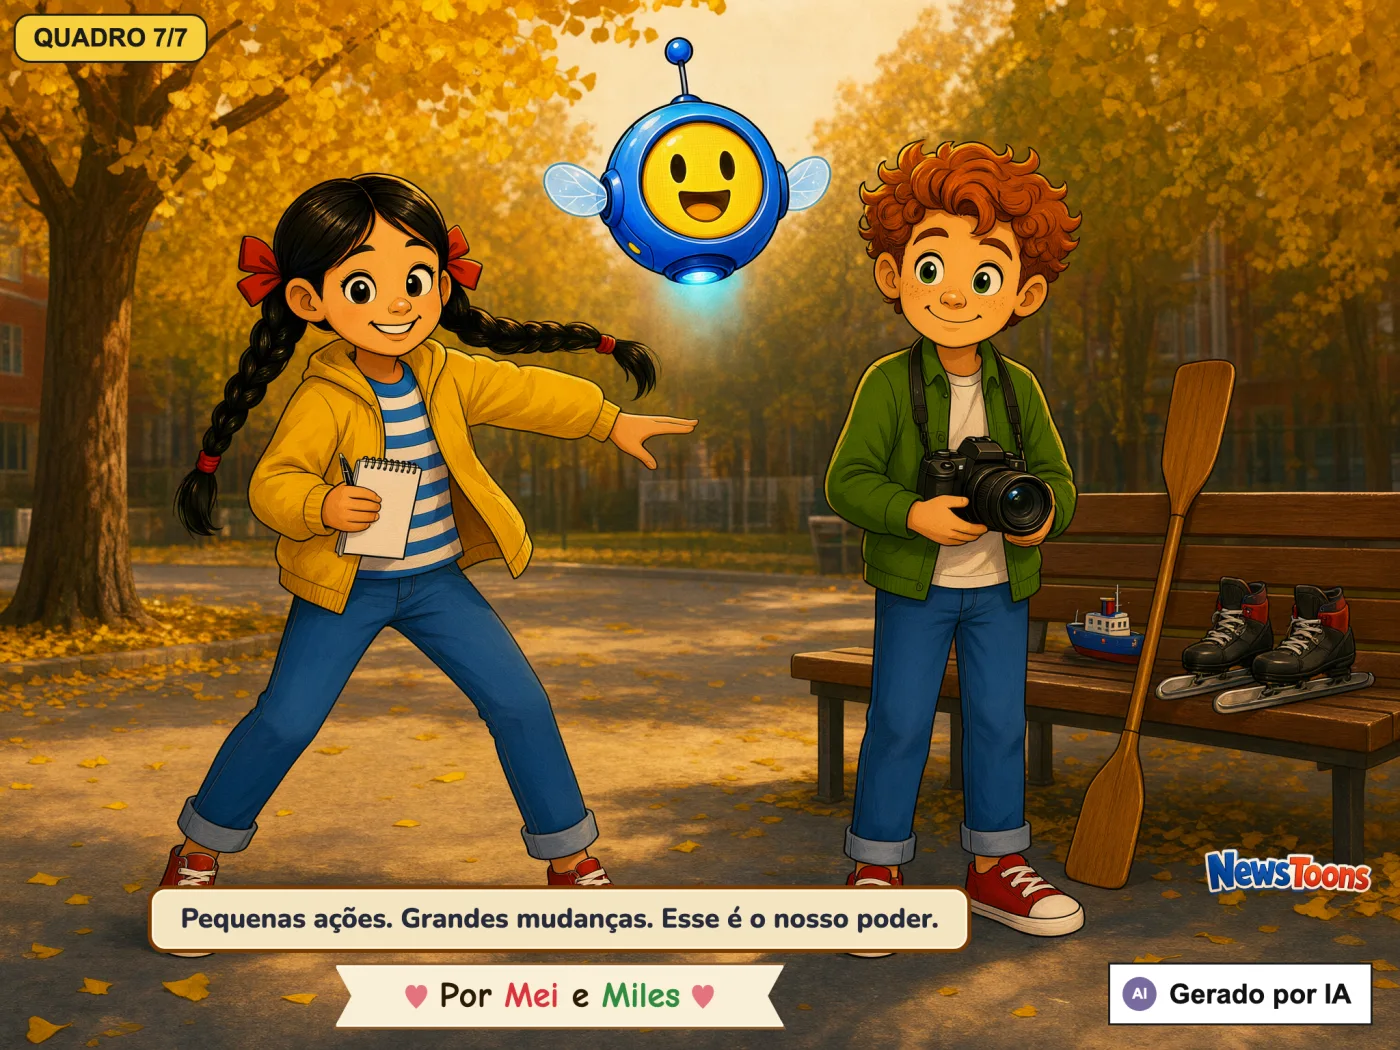 QUADRO 7/7
NewsToons
Pequenas ações. Grandes mudanças. Esse é o nosso poder.
Por Mei e Miles
AI Gerado por IA